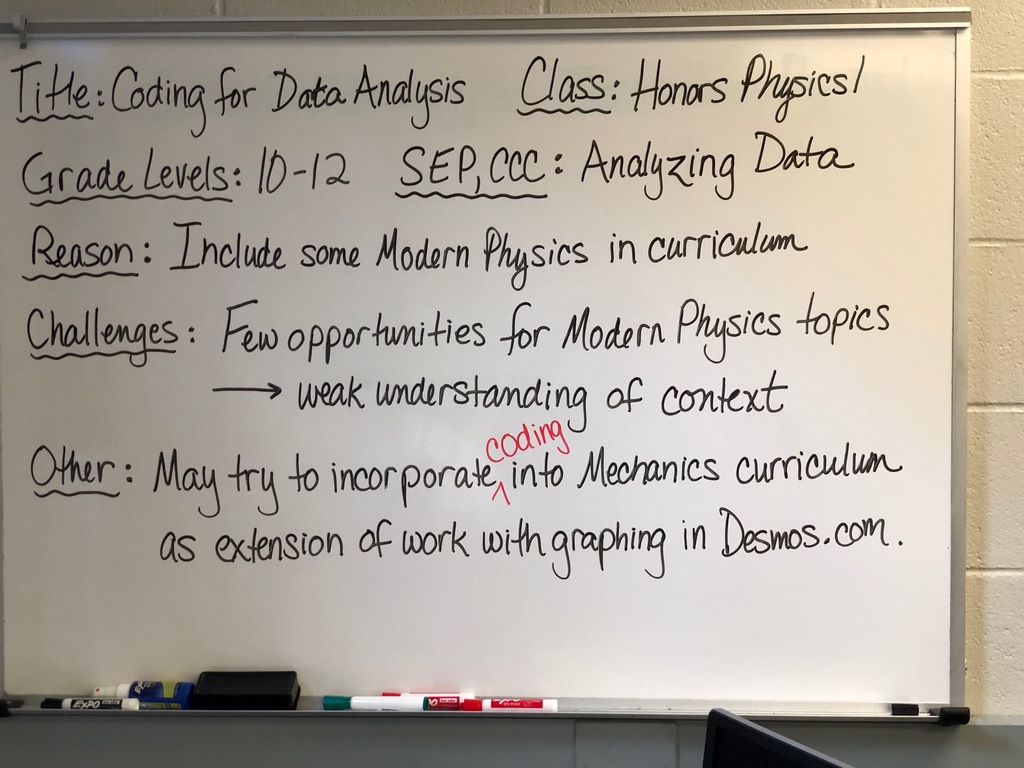 Title: Coding for Data Analysis Class: Honors Physics 1
Grade Levels: 10-12 SEP, CCC: Analyzing Data
Reason: Include some Modern Physics in curriculum
Challenges: Few opportunities for Modern Physics topics
→ weak understanding of context
Other: May try to incorporate coding into Mechanics curriculum
as extension of work with graphing in Desmos.com.
EXPO